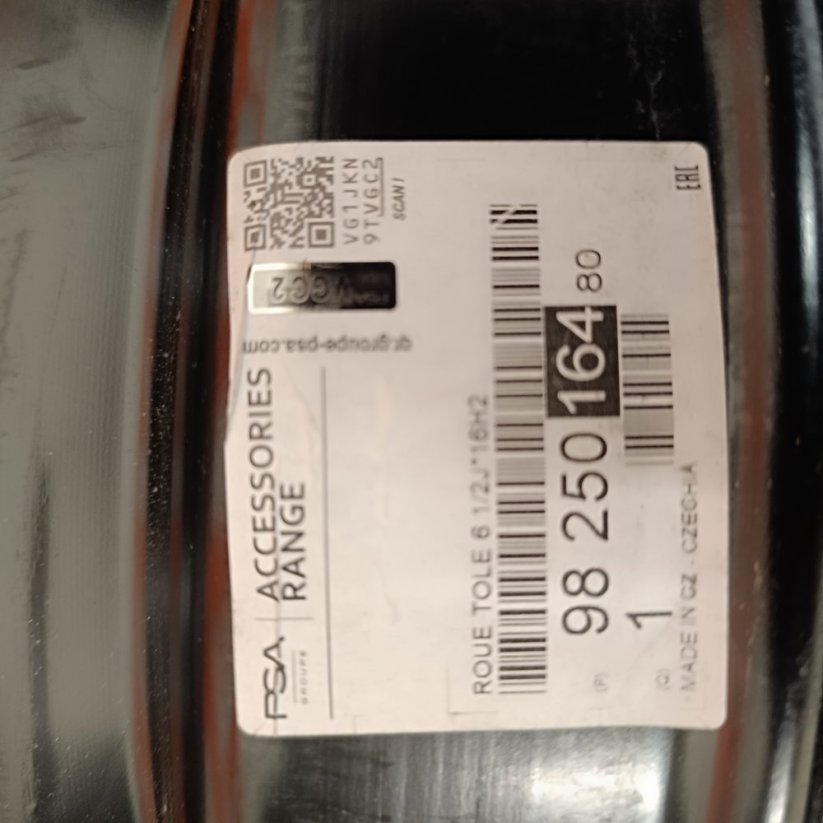 PSA
GROUPE
ACCESSORIES
RANGE
qr.groupe-psa.com
VGC2
VG1JKN
9TVGC2
SCAN !
ROUE TOLE 6 1/2J*16H2
(P) 98 250 164 80
(Q) 1
MADE IN CZ - CZECHIA
EAC